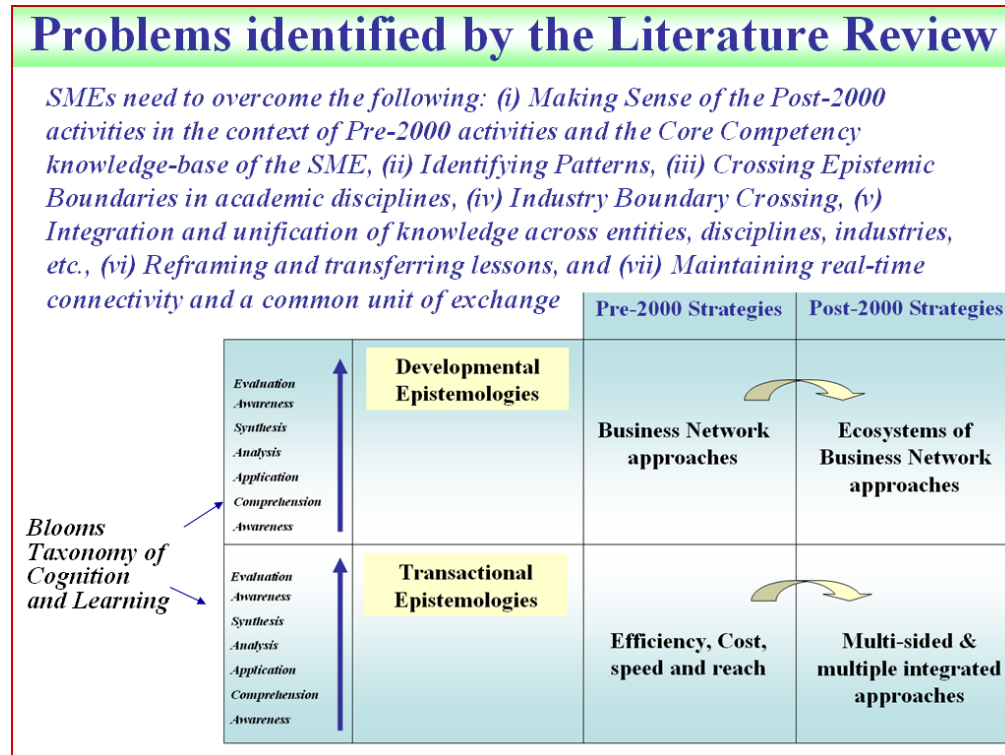 Problems identified by the Literature Review
SMEs need to overcome the following: (i) Making Sense of the Post-2000
activities in the context of Pre-2000 activities and the Core Competency
knowledge-base of the SME, (ii) Identifying Patterns, (iii) Crossing Epistemic
Boundaries in academic disciplines, (iv) Industry Boundary Crossing, (v)
Integration and unification of knowledge across entities, disciplines, industries,
etc., (vi) Reframing and transferring lessons, and (vii) Maintaining real-time
connectivity and a common unit of exchange
Pre-2000 Strategies
Post-2000 Strategies
Evaluation
Awareness
Synthesis
Analysis
Application
Comprehension
Awareness
Developmental
Epistemologies
Business Network
approaches
Ecosystems of
Business Network
approaches
Blooms
Taxonomy of
Cognition
and Learning
Evaluation
Awareness
Synthesis
Analysis
Application
Comprehension
Awareness
Transactional
Epistemologies
Efficiency, Cost,
speed and reach
Multi-sided &
multiple integrated
approaches